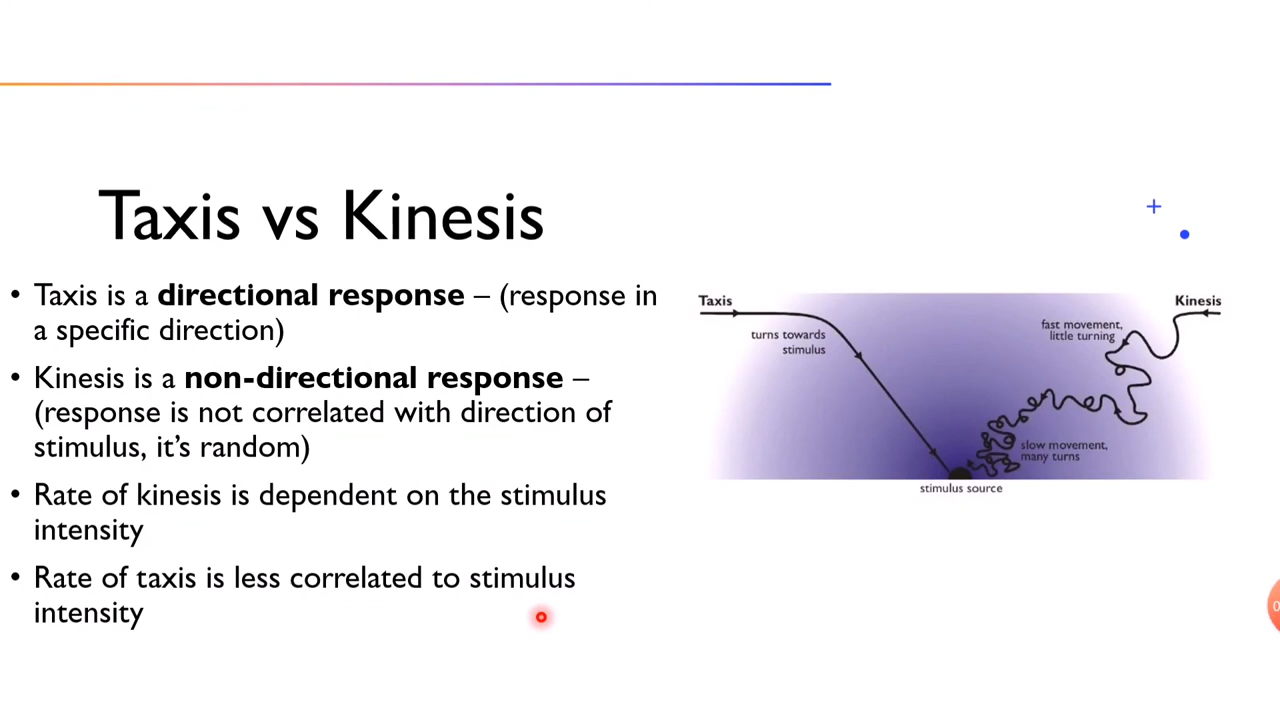 Taxis vs Kinesis
• Taxis is a directional response – (response in
a specific direction)
• Kinesis is a non-directional response –
(response is not correlated with direction of
stimulus, it’s random)
• Rate of kinesis is dependent on the stimulus
intensity
• Rate of taxis is less correlated to stimulus
intensity
Taxis
turns towards
stimulus
Kinesis
fast movement,
little turning
slow movement,
many turns
stimulus source
0